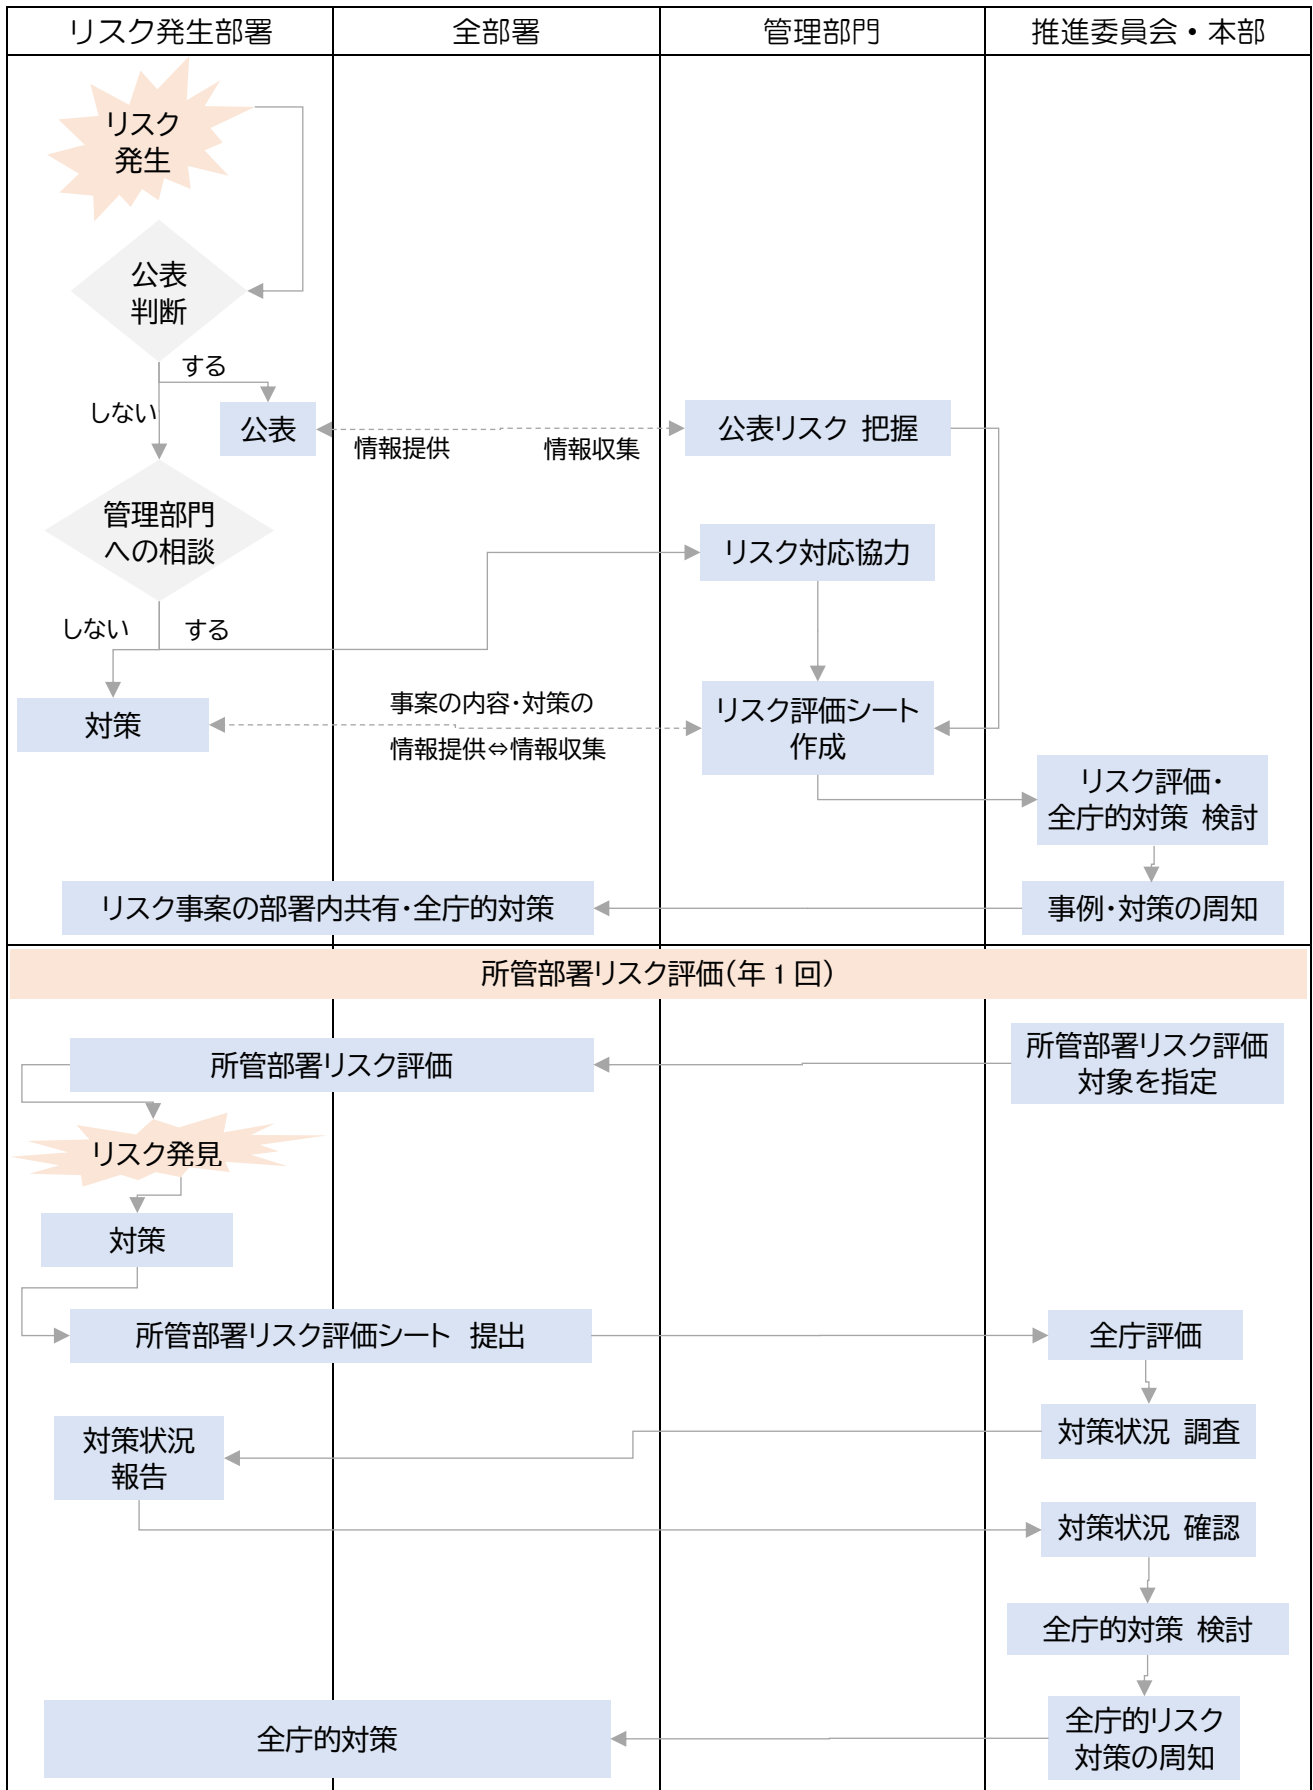 リスク発生部署
全部署
管理部門
推進委員会・本部
リスク
発生
公表
判断
する
しない
公表
情報提供
情報収集
公表リスク 把握
管理部門
への相談
リスク対応協力
しない
する
対策
事案の内容・対策の
情報提供⇔情報収集
リスク評価シート
作成
リスク評価・
全庁的対策 検討
リスク事案の部署内共有・全庁的対策
事例・対策の周知
所管部署リスク評価(年1回)
所管部署リスク評価
所管部署リスク評価
対象を指定
リスク発見
対策
所管部署リスク評価シート 提出
全庁評価
対策状況
報告
対策状況 調査
対策状況 確認
全庁的対策 検討
全庁的対策
全庁的リスク
対策の周知